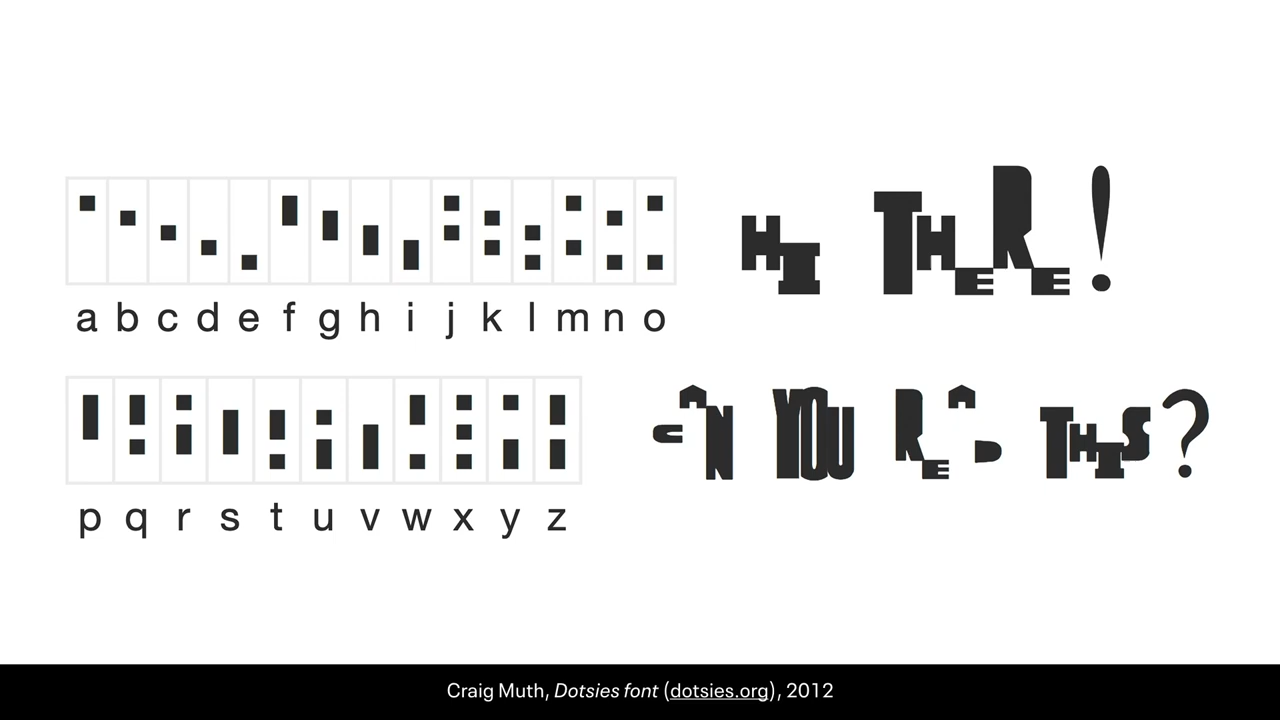 a b c d e f g h i j k l m n o
HI THERE!
p q r s t u v w x y z
CAN YOU READ THIS?
Craig Muth, Dotsies font (dotsies.org), 2012